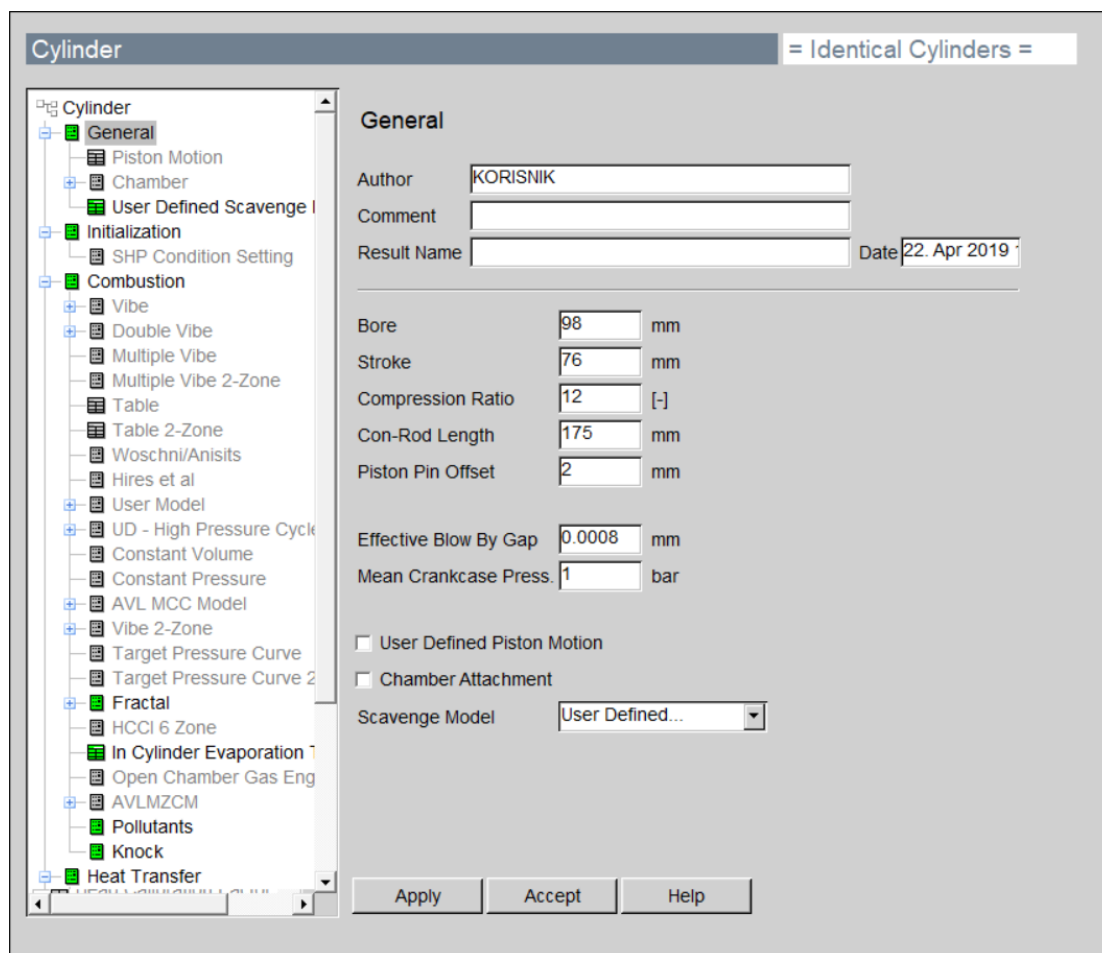 Cylinder
= Identical Cylinders =
Cylinder
General
Piston Motion
Chamber
User Defined Scavenge
Initialization
SHP Condition Setting
Combustion
Vibe
Double Vibe
Multiple Vibe
Multiple Vibe 2-Zone
Table
Table 2-Zone
Woschni/Anisits
Hires et al
User Model
UD - High Pressure Cycle
Constant Volume
Constant Pressure
AVL MCC Model
Vibe 2-Zone
Target Pressure Curve
Target Pressure Curve 2
Fractal
HCCI 6 Zone
In Cylinder Evaporation
Open Chamber Gas Eng
AVLMZCM
Pollutants
Knock
Heat Transfer
General
Author KORISNIK
Comment
Result Name Date 22. Apr 2019
Bore 98 mm
Stroke 76 mm
Compression Ratio 12 [-]
Con-Rod Length 175 mm
Piston Pin Offset 2 mm
Effective Blow By Gap 0.0008 mm
Mean Crankcase Press. 1 bar
User Defined Piston Motion
Chamber Attachment
Scavenge Model User Defined...
Apply Accept Help